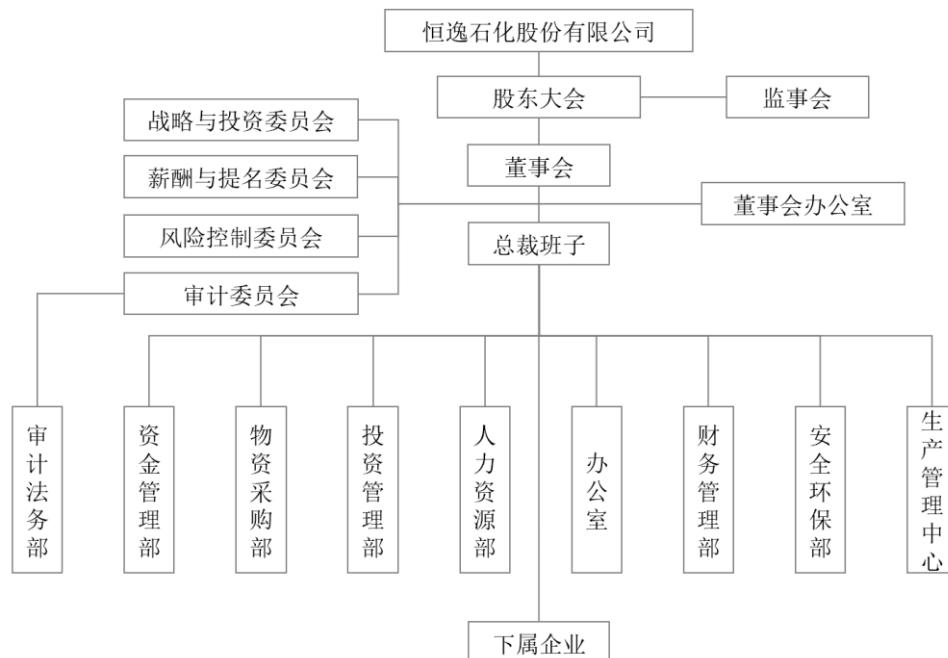 恒逸石化股份有限公司
股东大会
监事会
战略与投资委员会
董事会
薪酬与提名委员会
董事会办公室
风险控制委员会
总裁班子
审计委员会
审计法务部
资金管理部
物资采购部
投资管理部
人力资源部
办公室
财务管理部
安全环保部
生产管理中心
下属企业